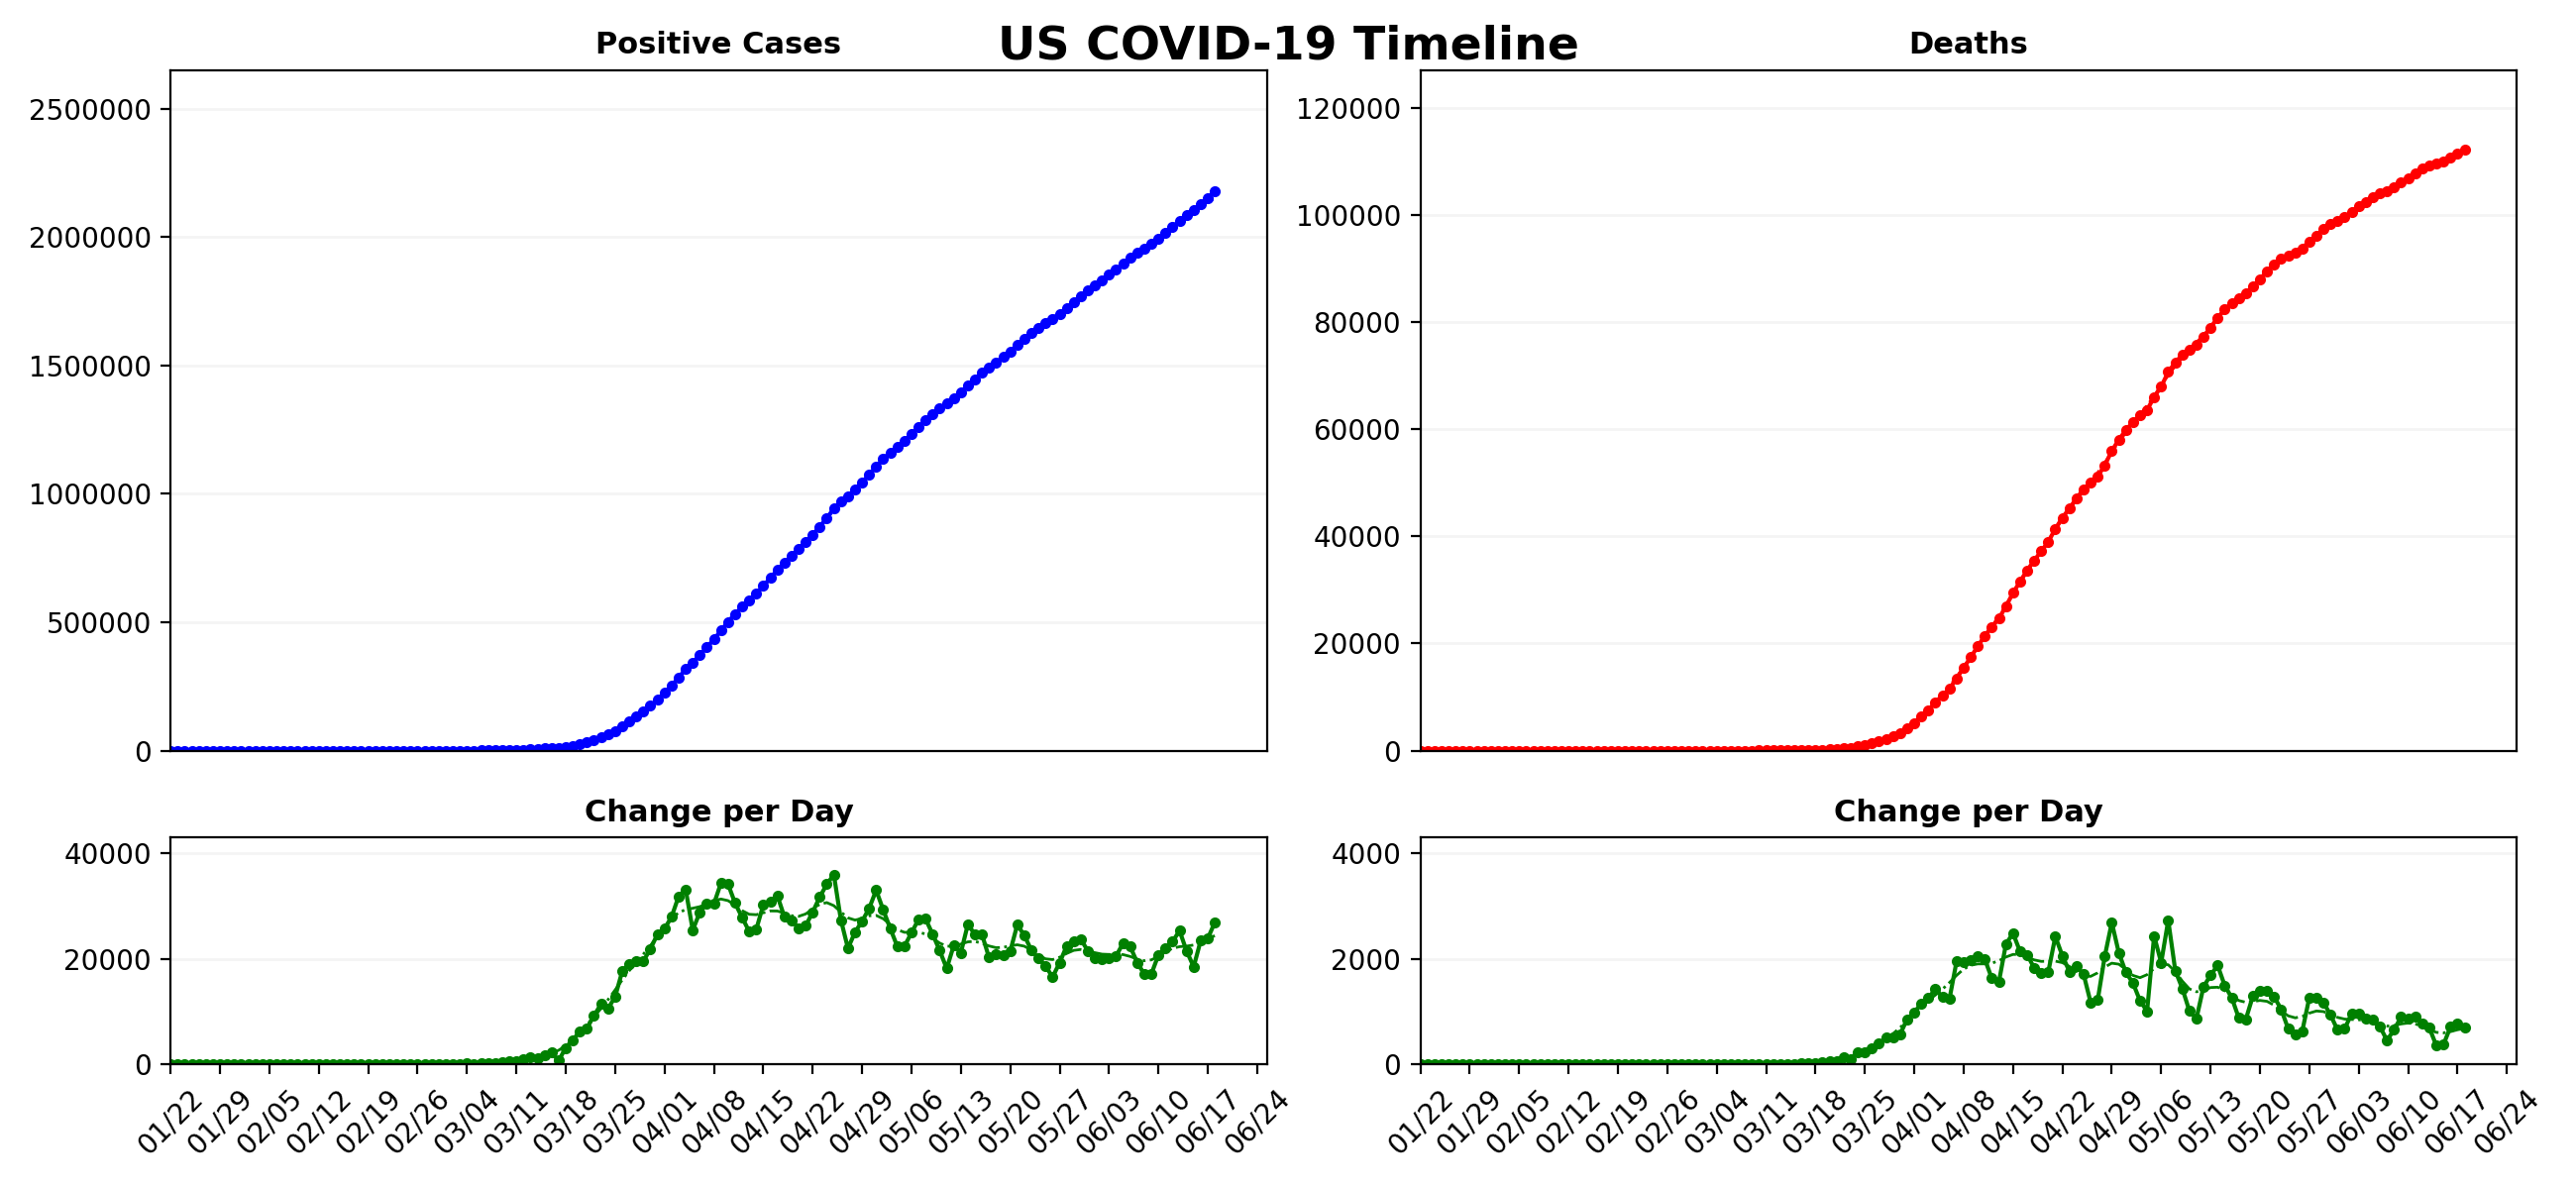 US COVID-19 Timeline
Positive Cases
2500000
2000000
1500000
1000000
500000
0
Deaths
120000
100000
80000
60000
40000
20000
0
Change per Day
40000
20000
0
01/22 01/29 02/05 02/12 02/19 02/26 03/04 03/11 03/18 03/25 04/01 04/08 04/15 04/22 04/29 05/06 05/13 05/20 05/27 06/03 06/10 06/17 06/24
Change per Day
4000
2000
0
01/22 01/29 02/05 02/12 02/19 02/26 03/04 03/11 03/18 03/25 04/01 04/08 04/15 04/22 04/29 05/06 05/13 05/20 05/27 06/03 06/10 06/17 06/24